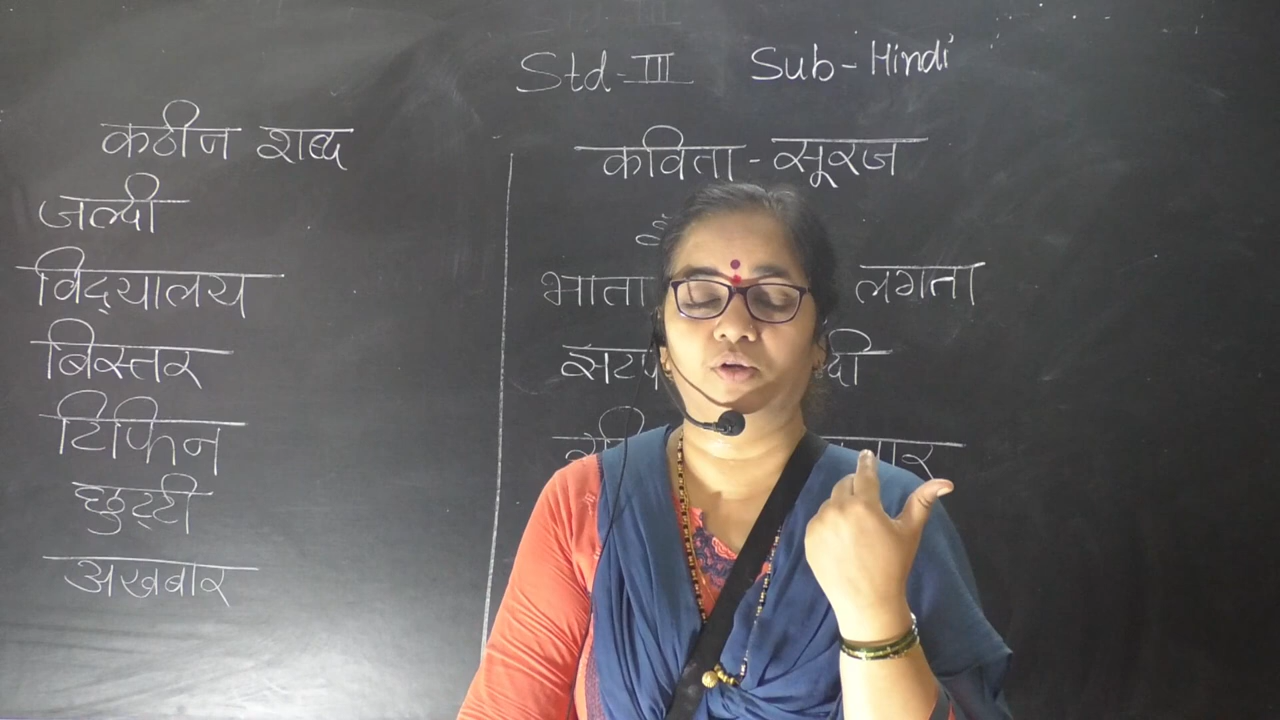 Std-III Sub-Hindi
कठीन शब्द
जल्दी
विद्यालय
बिस्तर
टिफिन
छुट्टी
अखबार
कविता-सूरज
भाता लगता